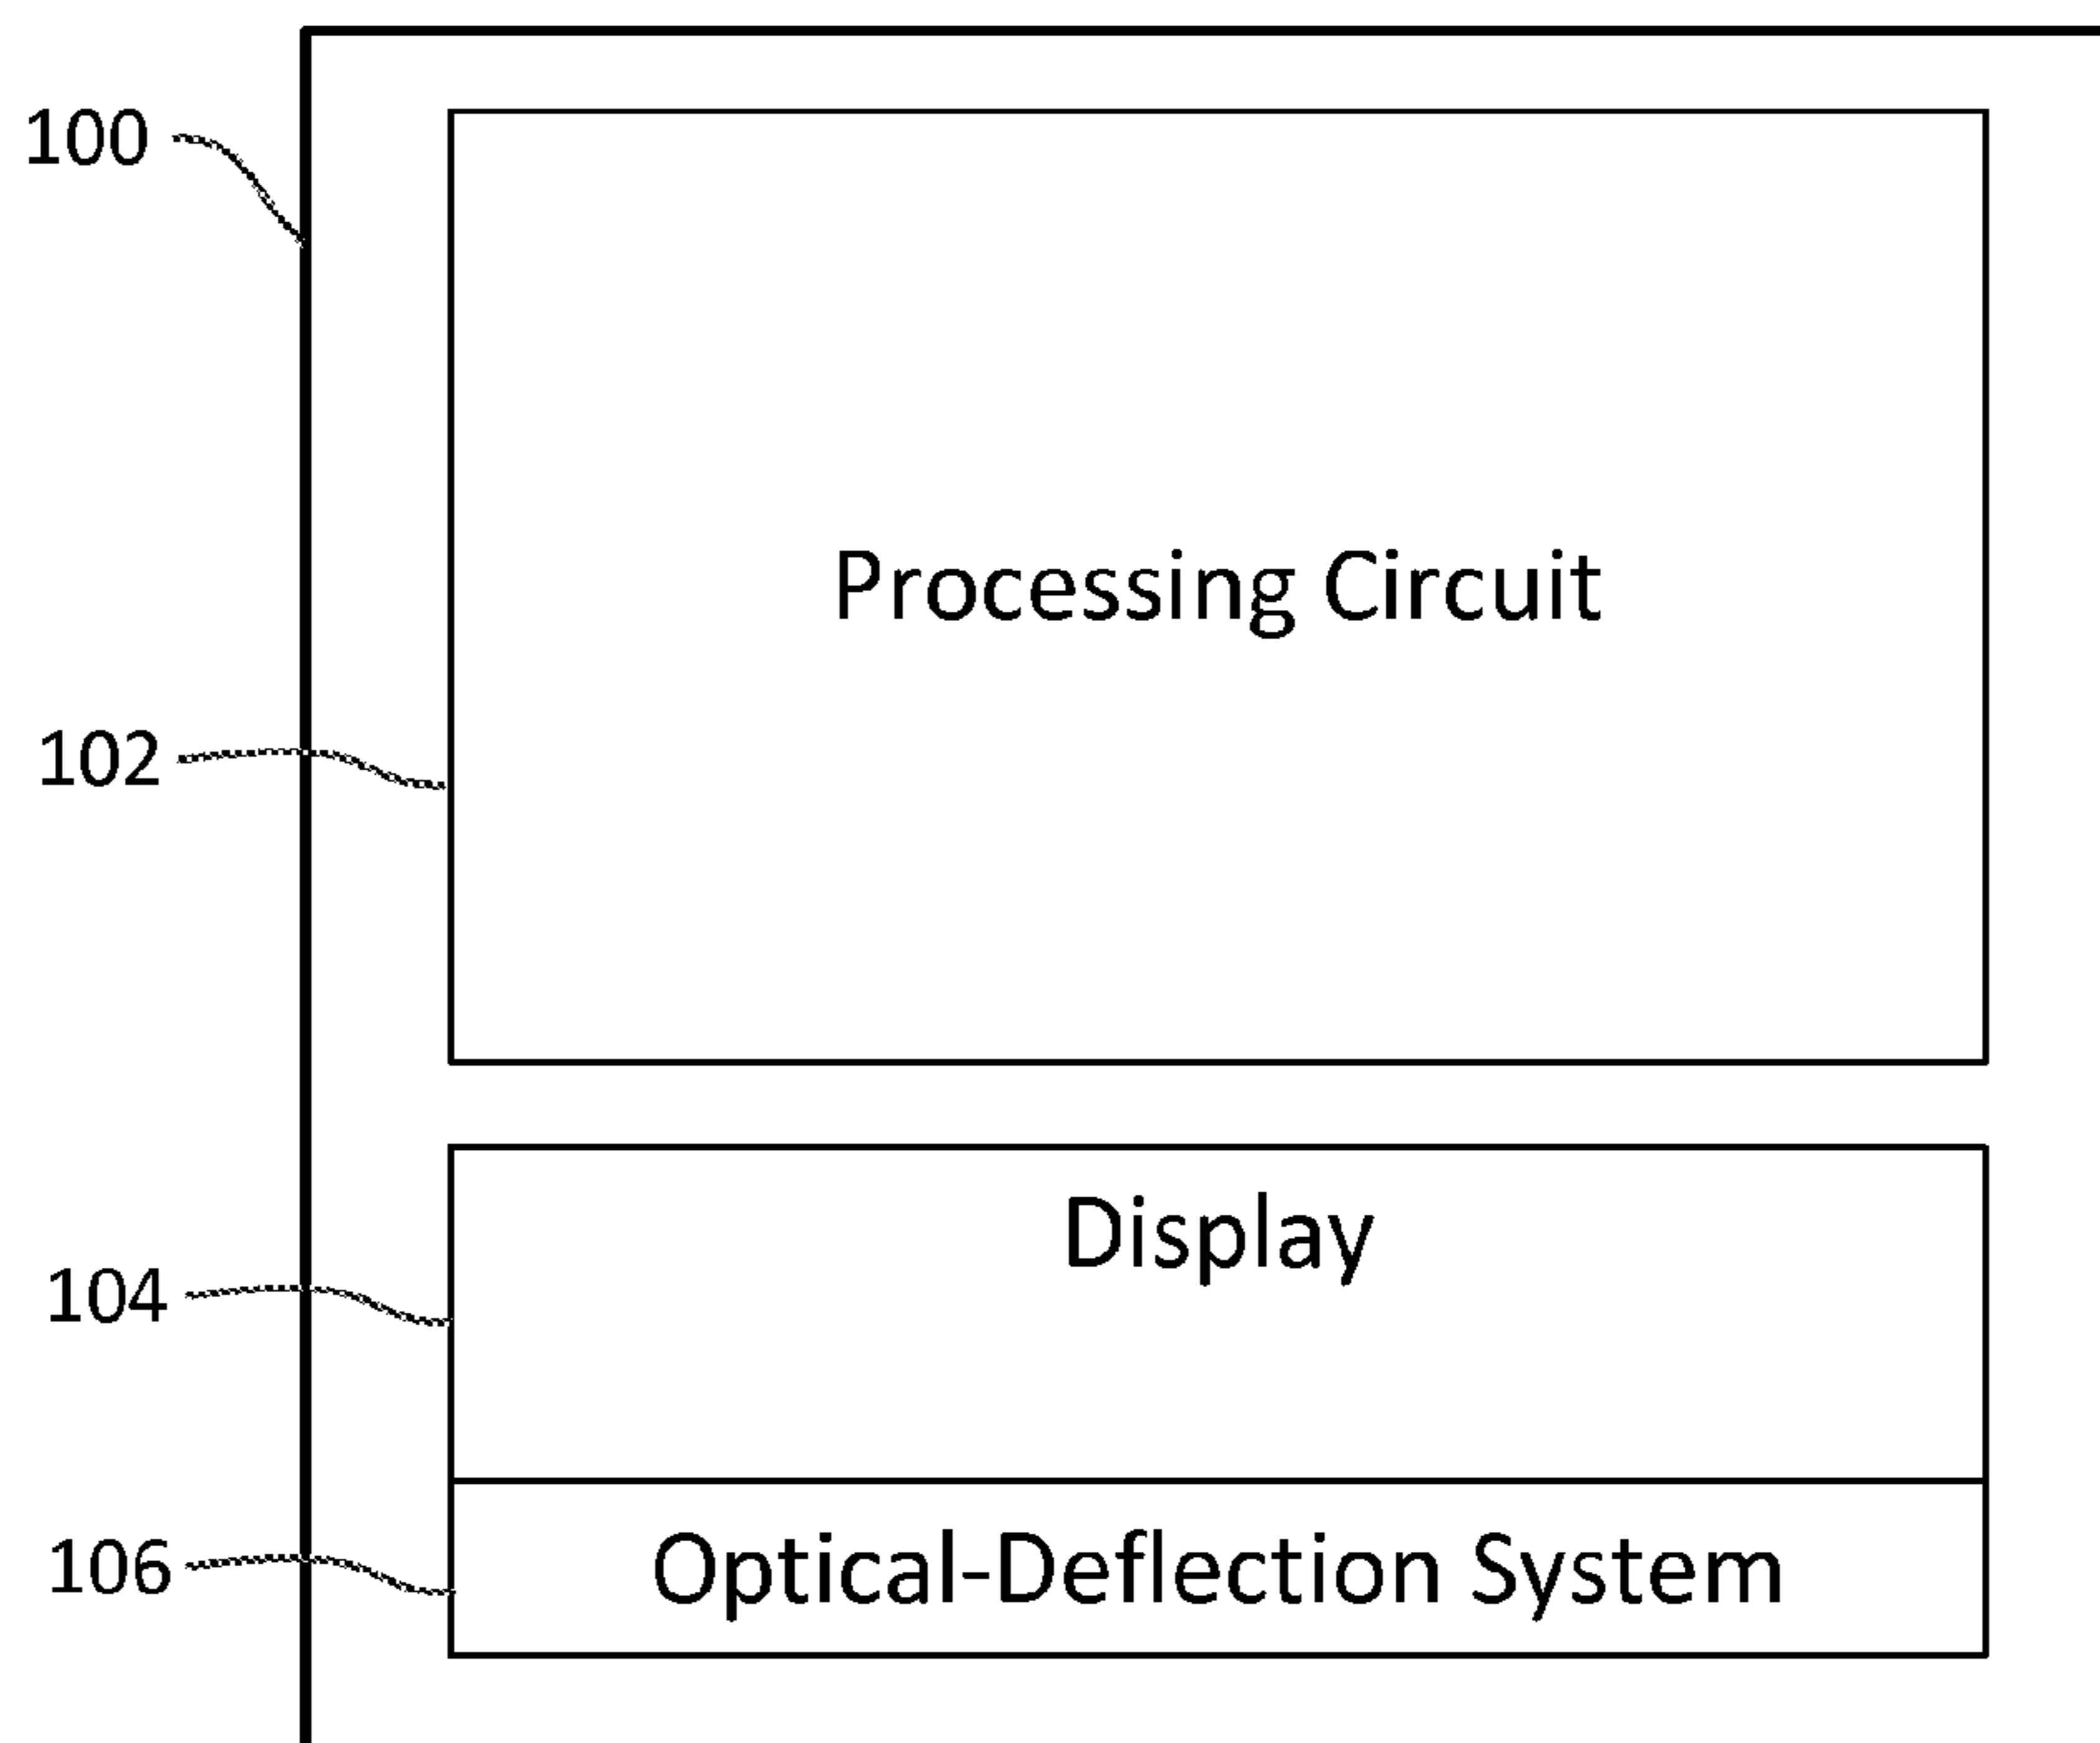 100
Processing Circuit
102
Display
104
106
Optical-Deflection System